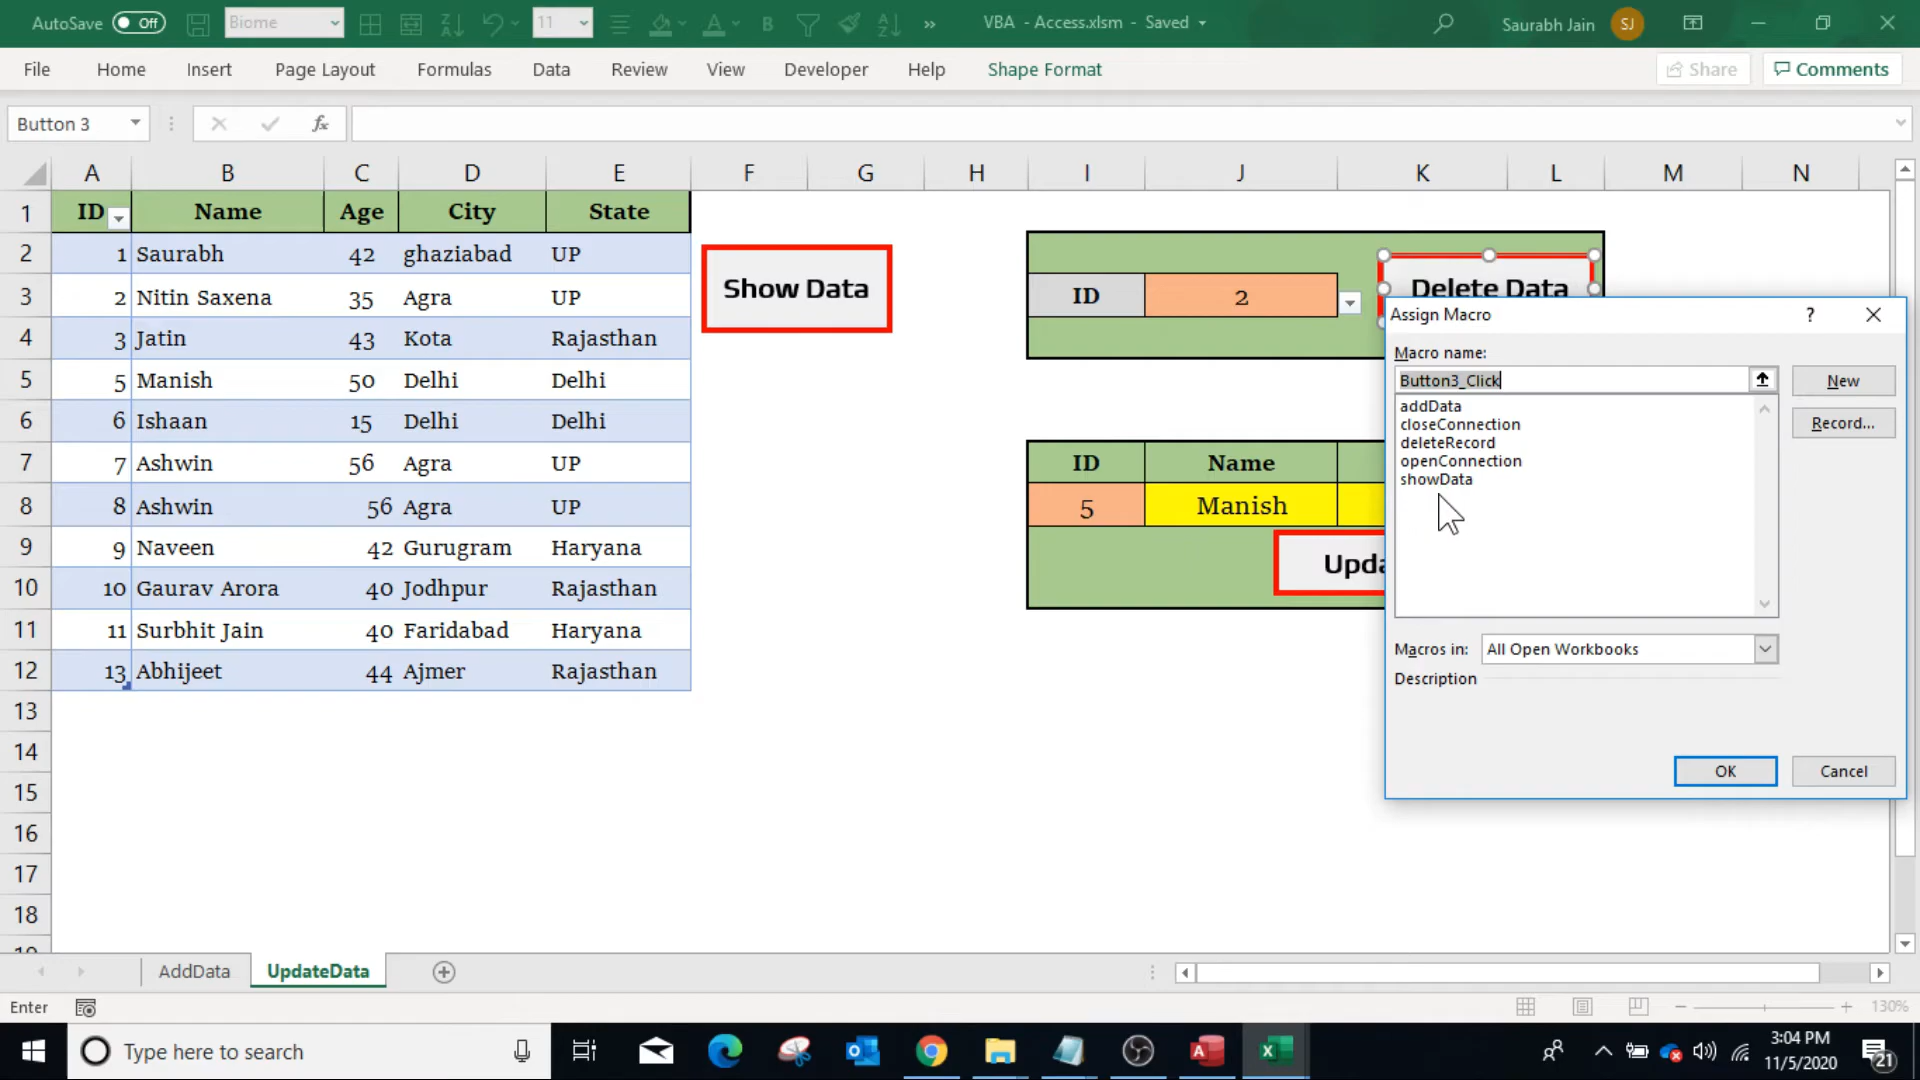 AutoSave Off Biome 11 VBA - Access.xlsm - Saved Saurabh Jain SJ
File Home Insert Page Layout Formulas Data Review View Developer Help Shape Format Share Comments
Button 3 fx
A B C D E F G H I J K L M N
1 ID Name Age City State
2 1 Saurabh 42 ghaziabad UP
3 2 Nitin Saxena 35 Agra UP
4 3 Jatin 43 Kota Rajasthan
5 5 Manish 50 Delhi Delhi
6 6 Ishaan 15 Delhi Delhi
7 7 Ashwin 56 Agra UP
8 8 Ashwin 56 Agra UP
9 9 Naveen 42 Gurugram Haryana
10 10 Gaurav Arora 40 Jodhpur Rajasthan
11 11 Surbhit Jain 40 Faridabad Haryana
12 13 Abhijeet 44 Ajmer Rajasthan
13
14
15
16
17
18
Show Data
ID 2 Delete Data
ID Name
5 Manish
Upda
Assign Macro ?
Macro name:
Button3_Click New
addData
closeConnection Record...
deleteRecord
openConnection
showData
Macros in: All Open Workbooks
Description
OK Cancel
AddData UpdateData
Enter 130%
Type here to search
3:04 PM
11/5/2020
21